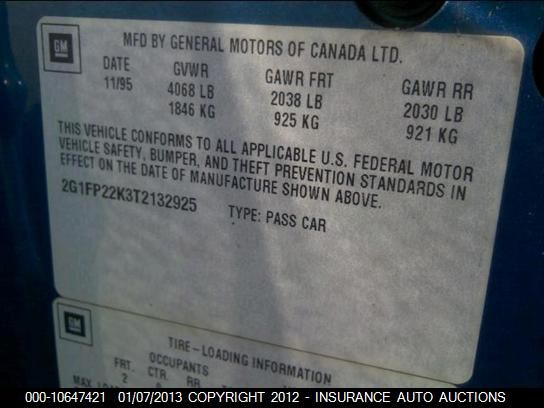 GM
MFD BY GENERAL MOTORS OF CANADA LTD.
DATE GVWR GAWR FRT GAWR RR
11/95 4068 LB 2038 LB 2030 LB
1846 KG 925 KG 921 KG
THIS VEHICLE CONFORMS TO ALL APPLICABLE U.S. FEDERAL MOTOR
VEHICLE SAFETY, BUMPER, AND THEFT PREVENTION STANDARDS IN
EFFECT ON THE DATE OF MANUFACTURE SHOWN ABOVE.
2G1FP22K3T2132925 TYPE: PASS CAR
GM
TIRE-LOADING INFORMATION
OCCUPANTS
FRT. CTR. RR
2
MAX.
000-10647421 01/07/2013 COPYRIGHT 2012 - INSURANCE AUTO AUCTIONS